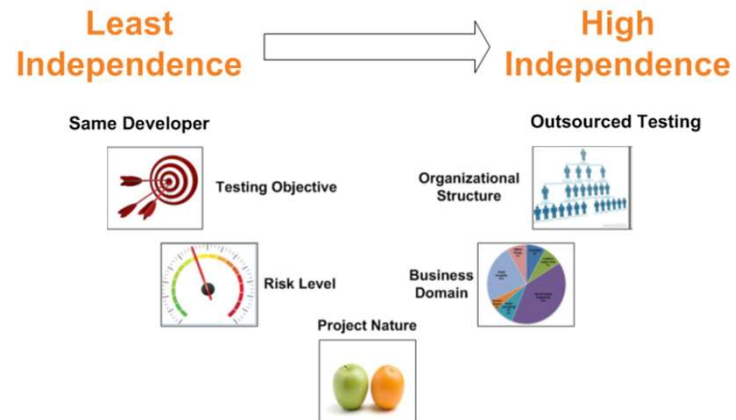 Least
Independence
High
Independence
Same Developer
Outsourced Testing
Testing Objective
Organizational
Structure
Risk Level
Business
Domain
Project Nature